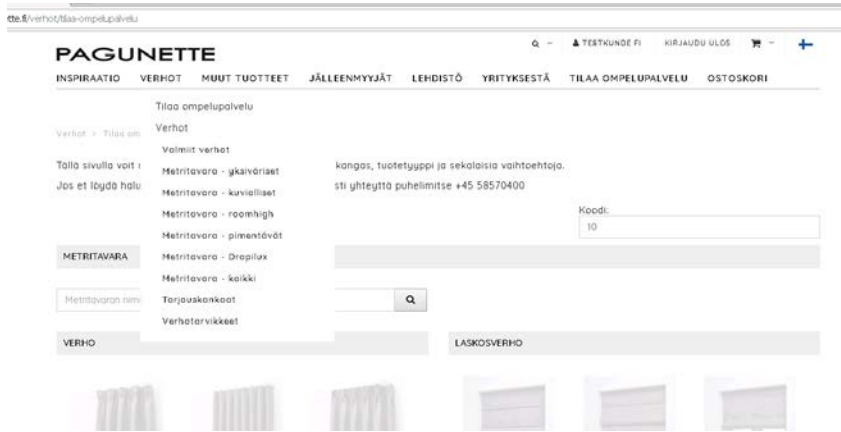 tte.fi/verhot/tilaa-ompelupalvelu
TESTKUNDE FI KIRJAUDU ULOS
PAGUNETTE
INSPIRAATIO VERHOT MUUT TUOTTEET JÄLLEENMYYJÄT LEHDISTÖ YRITYKSESTÄ TILAA OMPELUPALVELU OSTOSKORI
Tilaa ompelupalvelu
Verhot > Tilaa om
Verhot
Valmiit verhot
Tällä sivulla voit kangas, tuotetyyppi ja sekalaisia vaihtoehtoja.
Metritavara - yksiväriset
Jos et löydä halu sti yhteyttä puhelimitse +45 58570400
Metritavara - kuvialliset
Metritavara - roomhigh
Koodi:
10
Metritavara - pimentävät
METRITAVARA
Metritavara - Drapilux
Metritavara - kaikki
Metritavaran nimi
Tarjouskankaat
Verhotarvikkeet
VERHO LASKOSVERHO